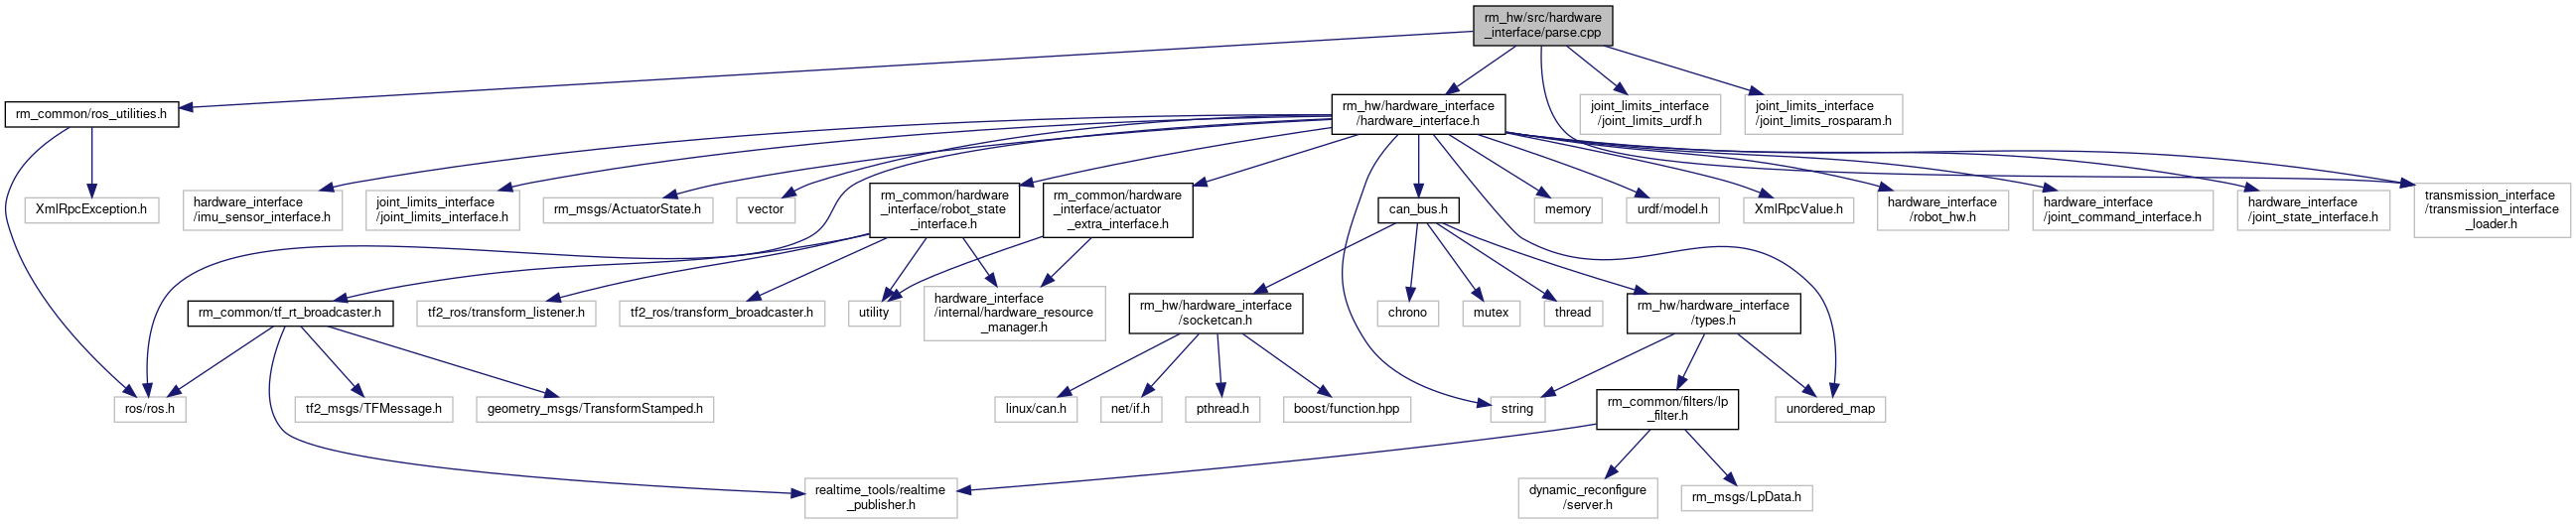 rm_hw/src/hardware
_interface/parse.cpp
rm_common/ros_utilities.h
rm_hw/hardware_interface
/hardware_interface.h
joint_limits_interface
/joint_limits_urdf.h
joint_limits_interface
/joint_limits_rosparam.h
XmlRpcException.h
hardware_interface
/imu_sensor_interface.h
joint_limits_interface
/joint_limits_interface.h
rm_msgs/ActuatorState.h
vector
rm_common/hardware
_interface/robot_state
_interface.h
rm_common/hardware
_interface/actuator
_extra_interface.h
can_bus.h
memory
urdf/model.h
XmlRpcValue.h
hardware_interface
/robot_hw.h
hardware_interface
/joint_command_interface.h
hardware_interface
/joint_state_interface.h
transmission_interface
/transmission_interface
_loader.h
rm_common/tf_rt_broadcaster.h
tf2_ros/transform_listener.h
tf2_ros/transform_broadcaster.h
utility
hardware_interface
/internal/hardware_resource
_manager.h
rm_hw/hardware_interface
/socketcan.h
chrono
mutex
thread
rm_hw/hardware_interface
/types.h
ros/ros.h
tf2_msgs/TFMessage.h
geometry_msgs/TransformStamped.h
linux/can.h
net/if.h
pthread.h
boost/function.hpp
string
rm_common/filters/lp
_filter.h
unordered_map
realtime_tools/realtime
_publisher.h
dynamic_reconfigure
/server.h
rm_msgs/LpData.h